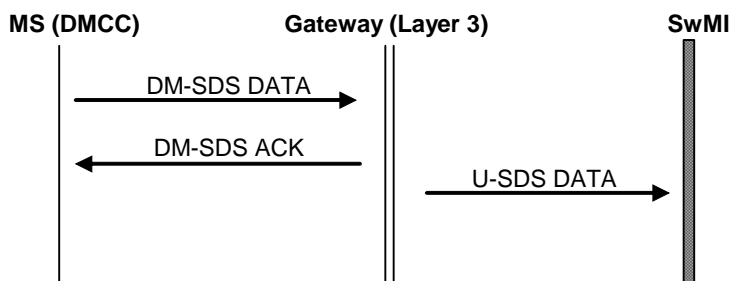 MS (DMCC) Gateway (Layer 3) SwMI
DM-SDS DATA
DM-SDS ACK
U-SDS DATA